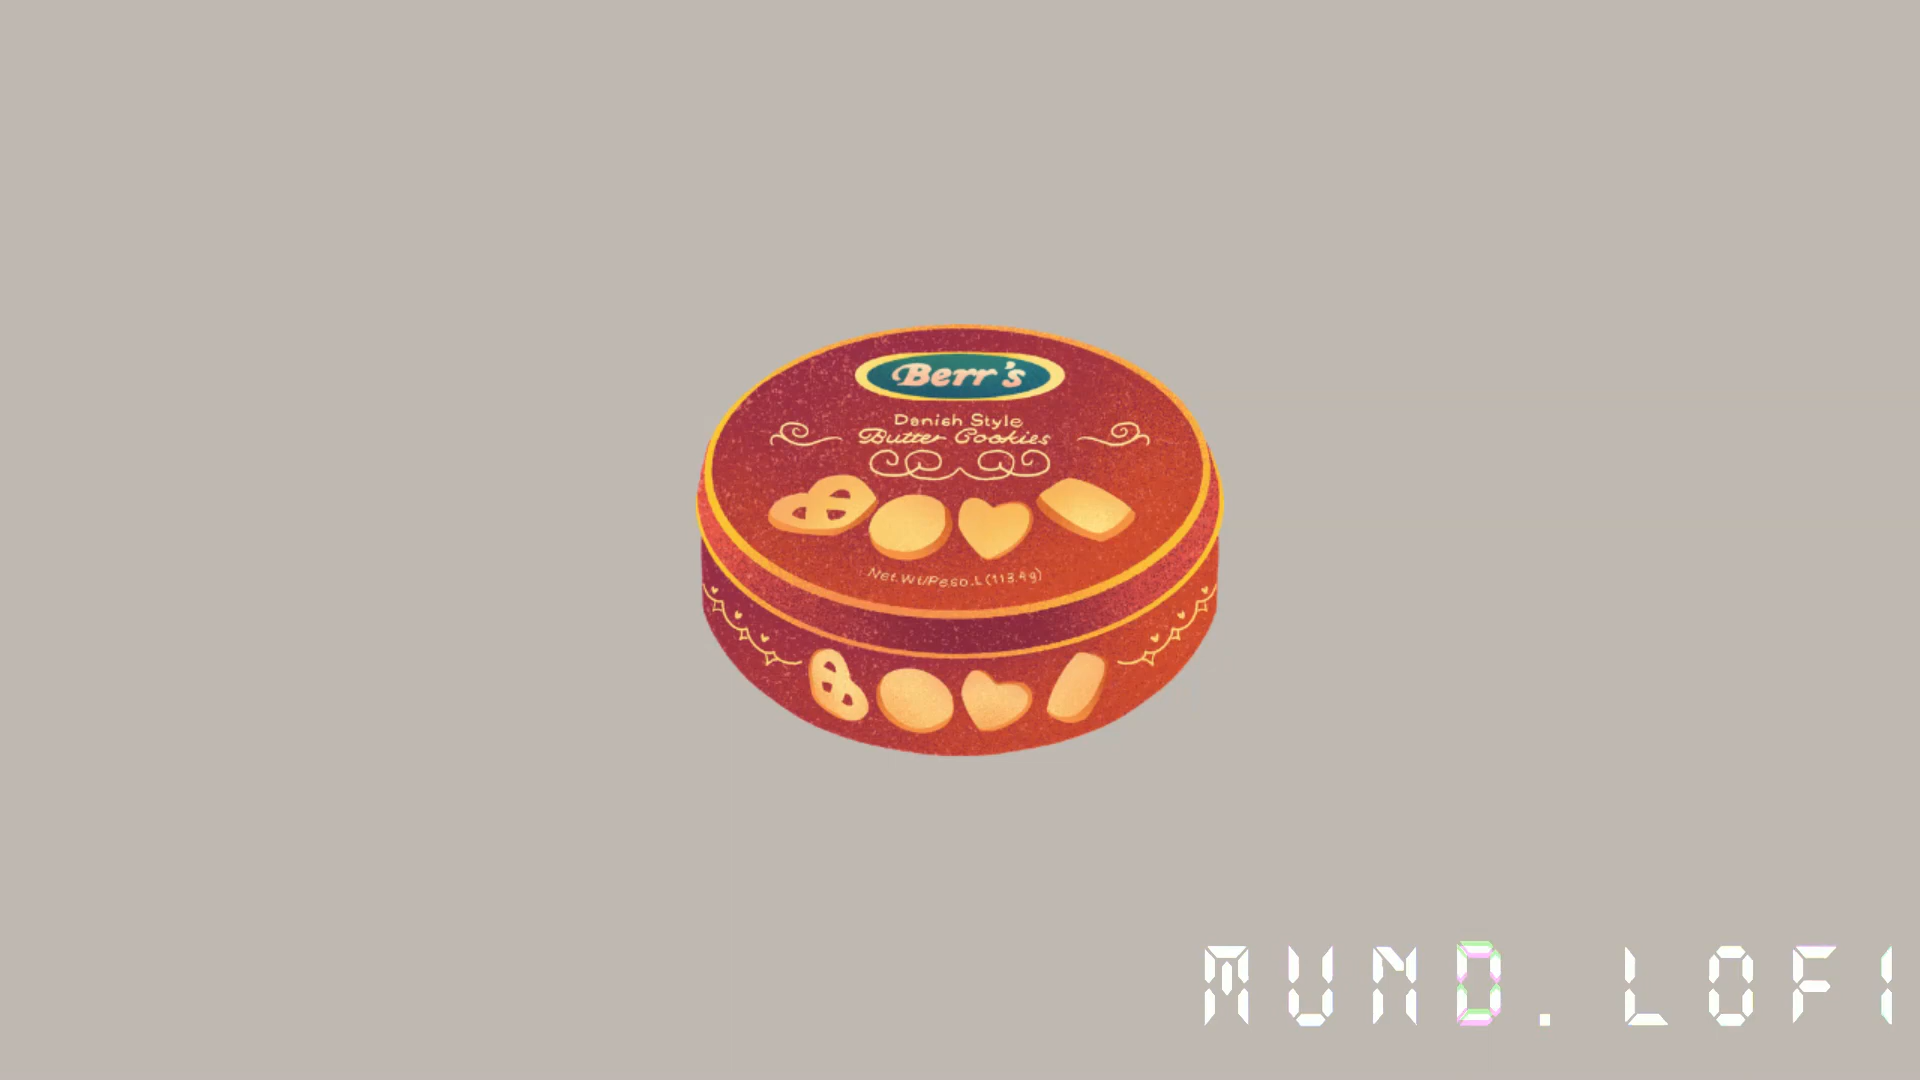 Berr's
Danish Style
Butter Cookies
Net.Wt/Peso.L(113.4g)
MUND. LOFI